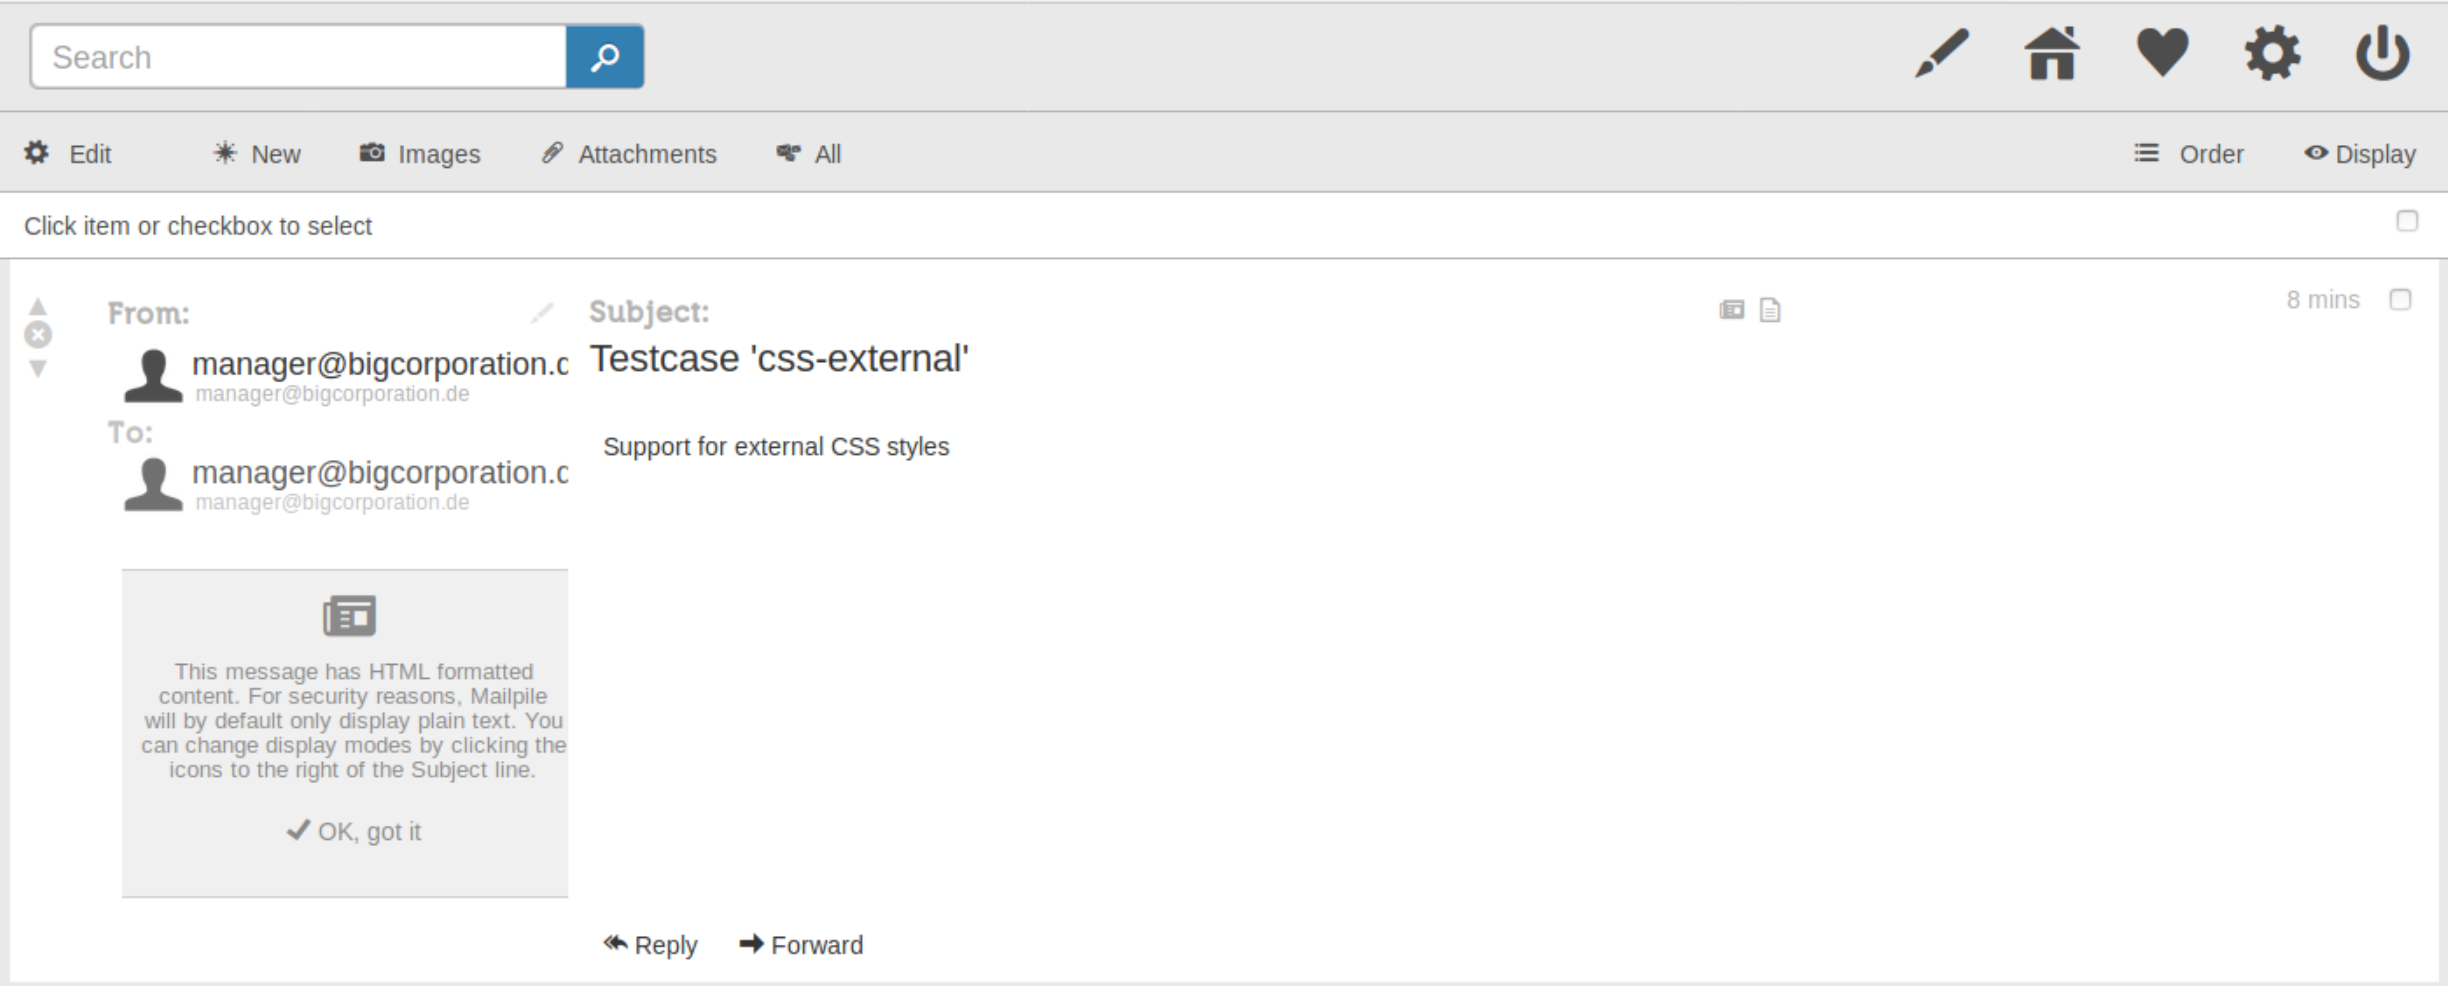 Search
Edit New Images Attachments All Order Display
Click item or checkbox to select
From:
manager@bigcorporation.d
manager@bigcorporation.de
To:
manager@bigcorporation.d
manager@bigcorporation.de
This message has HTML formatted
content. For security reasons, Mailpile
will by default only display plain text. You
can change display modes by clicking the
icons to the right of the Subject line.
OK, got it
Subject:
8 mins
Testcase 'css-external'
Support for external CSS styles
Reply Forward